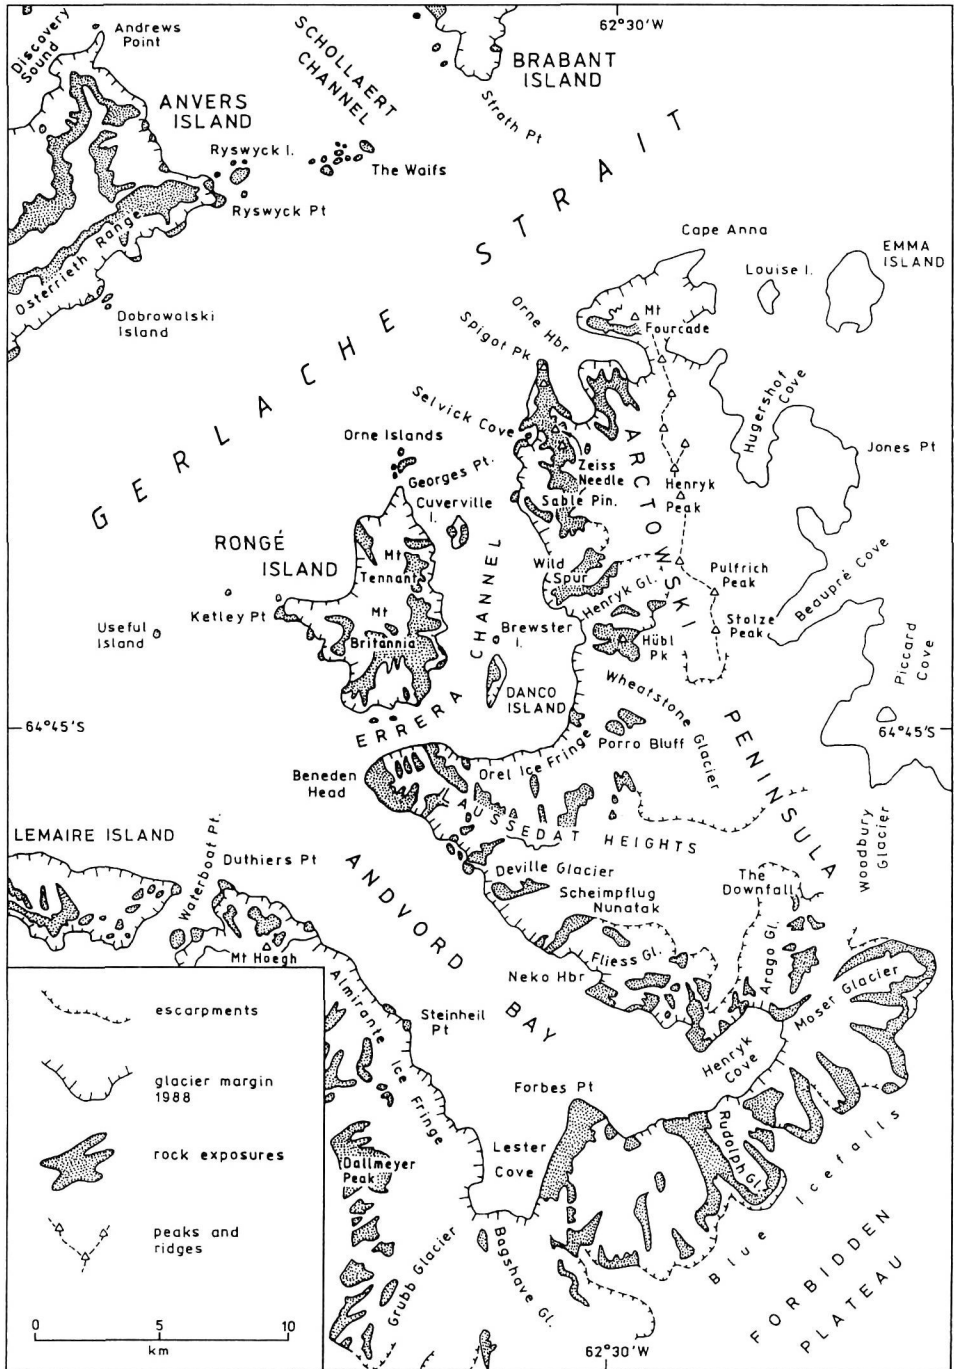 62°30'W
Discovery
Sound
Andrews
Point
SCHOLLAERT
CHANNEL
BRABANT
ISLAND
ANVERS
ISLAND
Strath Pt
Ryswyck I.
The Waifs
Ryswyck Pt
Osterrieth Range
GERLACHE STRAIT
Cape Anna
EMMA
ISLAND
Louise I.
Dobrowalski
Island
Orne Hbr
Mt
Fourcade
Spigot Pk
Selvick Cove
Hugershof
Cove
Orne Islands
Jones Pt
Georges Pt.
Zeiss
Needle
Cuverville
I.
Sable Pin.
Henryk
Peak
ARCTOWSKI PENINSULA
RONGÉ
ISLAND
Mt
Tennant
Wild
Spur
Henryk Gl.
Pulfrich
Peak
Beaupré Cove
Ketley Pt
Mt
Britannia
Brewster
I.
Hübl
Pk
Stolze
Peak
Useful
Island
Piccard
Cove
ERRERA CHANNEL
DANCO
ISLAND
Wheatstone Glacier
64°45'S
64°45'S
Porro Bluff
Orel Ice Fringe
Beneden
Head
LAUSSEDAT HEIGHTS
Woodbury
Glacier
LEMAIRE ISLAND
Waterboat Pt.
Duthiers Pt
ANDVORD
BAY
Deville Glacier
The
Downfall
Scheimpflug
Nunatak
Mt Hoegh
Fliess Gl.
Arago Gl.
Neko Hbr
Moser Glacier
Almirante
Ice
Fringe
Steinheil
Pt
Henryk
Cove
Forbes Pt
Lester
Cove
Rudolph Gl.
Dallmeyer
Peak
Blue Icefalls
Bagshave Gl.
Grubb Glacier
FORBIDDEN
PLATEAU
escarpments
glacier margin
1988
rock exposures
peaks and
ridges
0 5 10
km
62°30'W